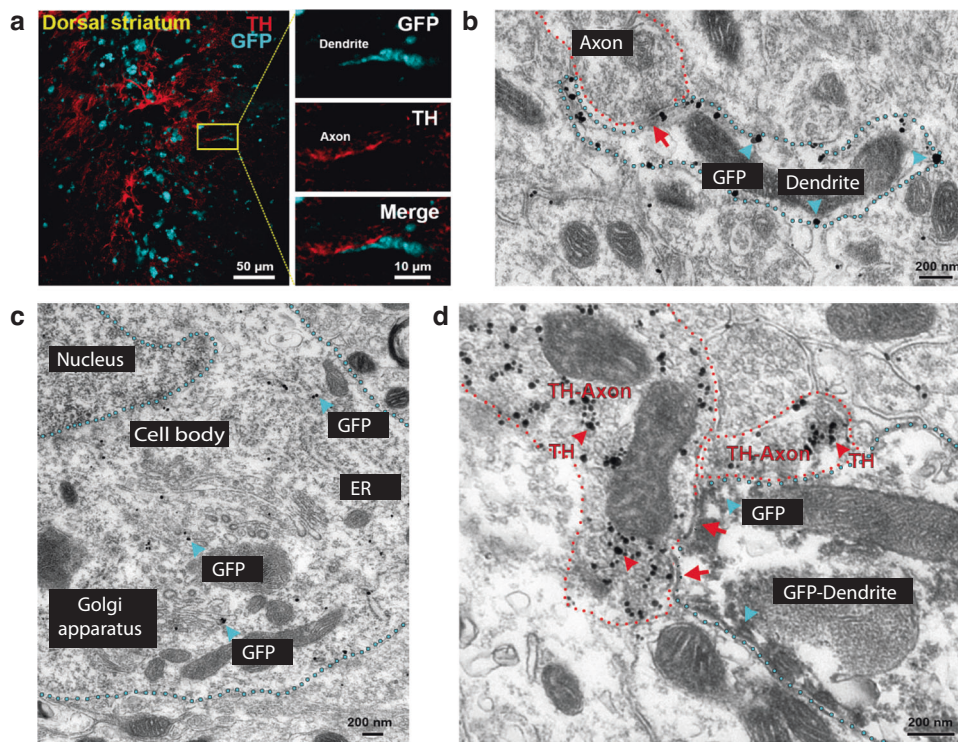 a
Dorsal striatum
TH
GFP
50 µm
GFP
Dendrite
TH
Axon
Merge
10 µm
b
Axon
GFP
Dendrite
200 nm
c
Nucleus
GFP
Cell body
ER
GFP
Golgi
apparatus
GFP
200 nm
d
TH-Axon
TH
TH-Axon
TH
GFP
GFP-Dendrite
200 nm